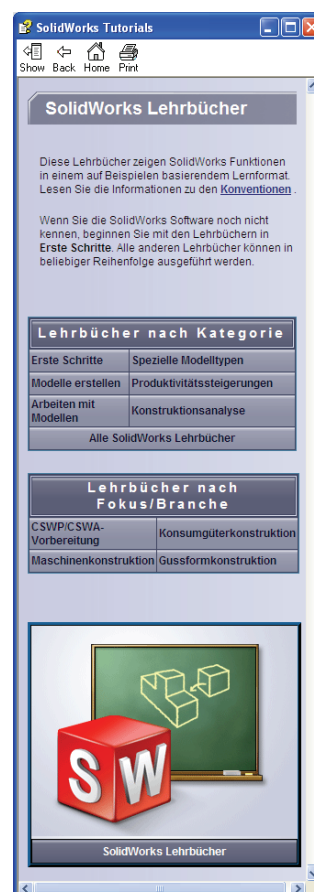 SolidWorks Tutorials
Show Back Home Print
SolidWorks Lehrbücher
Diese Lehrbücher zeigen SolidWorks Funktionen
in einem auf Beispielen basierendem Lernformat.
Lesen Sie die Informationen zu den Konventionen .
Wenn Sie die SolidWorks Software noch nicht
kennen, beginnen Sie mit den Lehrbüchern in
Erste Schritte. Alle anderen Lehrbücher können in
beliebiger Reihenfolge ausgeführt werden.
Lehrbücher nach Kategorie
Erste Schritte Spezielle Modelltypen
Modelle erstellen Produktivitätssteigerungen
Arbeiten mit
Modellen Konstruktionsanalyse
Alle SolidWorks Lehrbücher
Lehrbücher nach
Fokus/Branche
CSWP/CSWA-
Vorbereitung Konsumgüterkonstruktion
Maschinenkonstruktion Gussformkonstruktion
S W
SolidWorks Lehrbücher